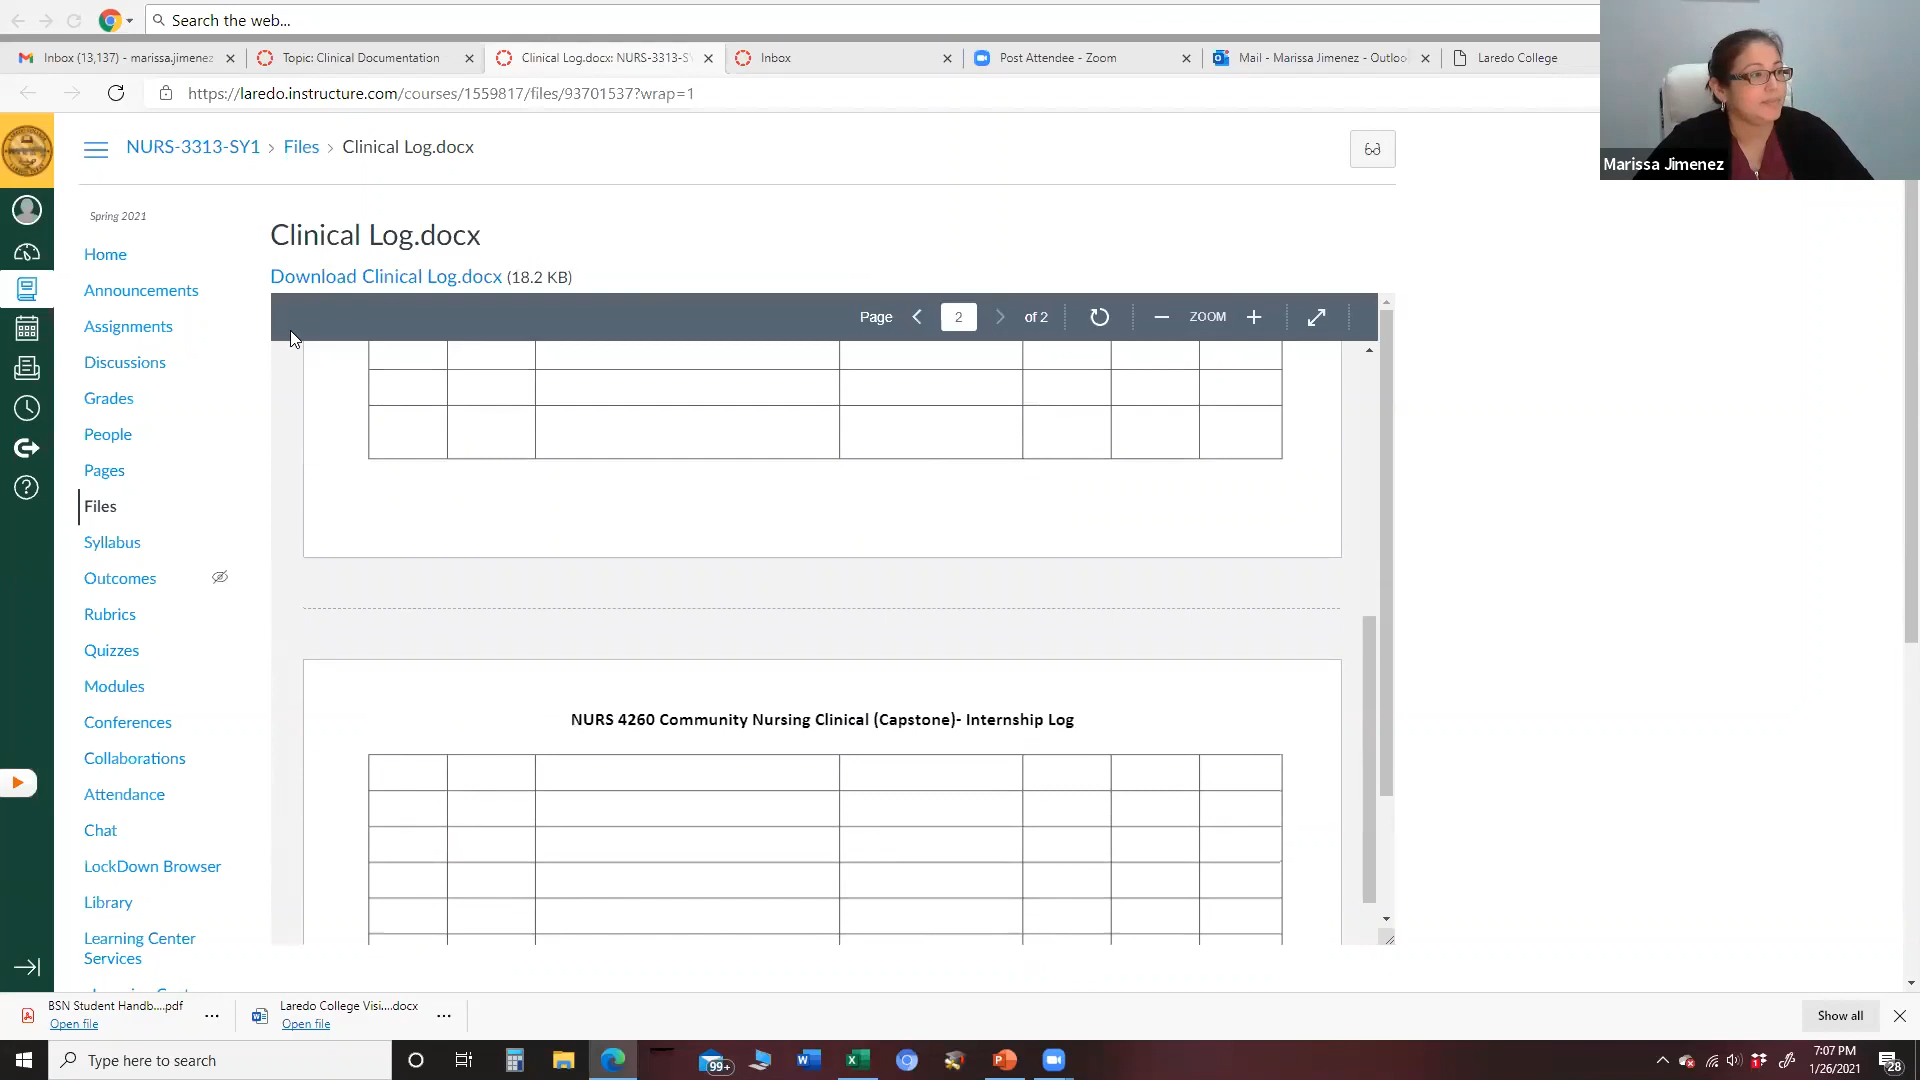 Search the web...
Inbox (13,137) - marissa.jimenez
Topic: Clinical Documentation
Clinical Log.docx: NURS-3313-SY
Inbox
Post Attendee - Zoom
Mail - Marissa Jimenez - Outloo
Laredo College
https://laredo.instructure.com/courses/1559817/files/93701537?wrap=1
Marissa Jimenez
NURS-3313-SY1 > Files > Clinical Log.docx
Spring 2021
Home
Announcements
Assignments
Discussions
Grades
People
Pages
Files
Syllabus
Outcomes
Rubrics
Quizzes
Modules
Conferences
Collaborations
Attendance
Chat
LockDown Browser
Library
Learning Center
Services
Clinical Log.docx
Download Clinical Log.docx (18.2 KB)
Page 2 of 2 ZOOM
NURS 4260 Community Nursing Clinical (Capstone)- Internship Log
BSN Student Handb....pdf
Open file
Laredo College Visi....docx
Open file
Show all
Type here to search
99+
7:07 PM
1/26/2021
28